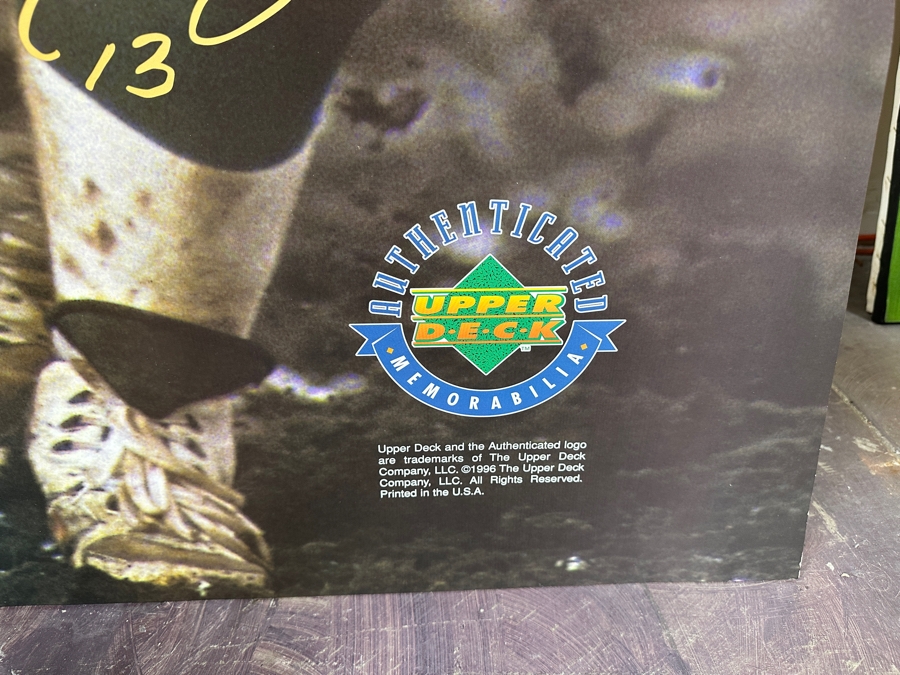 13
AUTHENTICATED
UPPER
D·E·C·K
TM
MEMORABILIA
Upper Deck and the Authenticated logo
are trademarks of The Upper Deck
Company, LLC. ©1996 The Upper Deck
Company, LLC. All Rights Reserved.
Printed in the U.S.A.